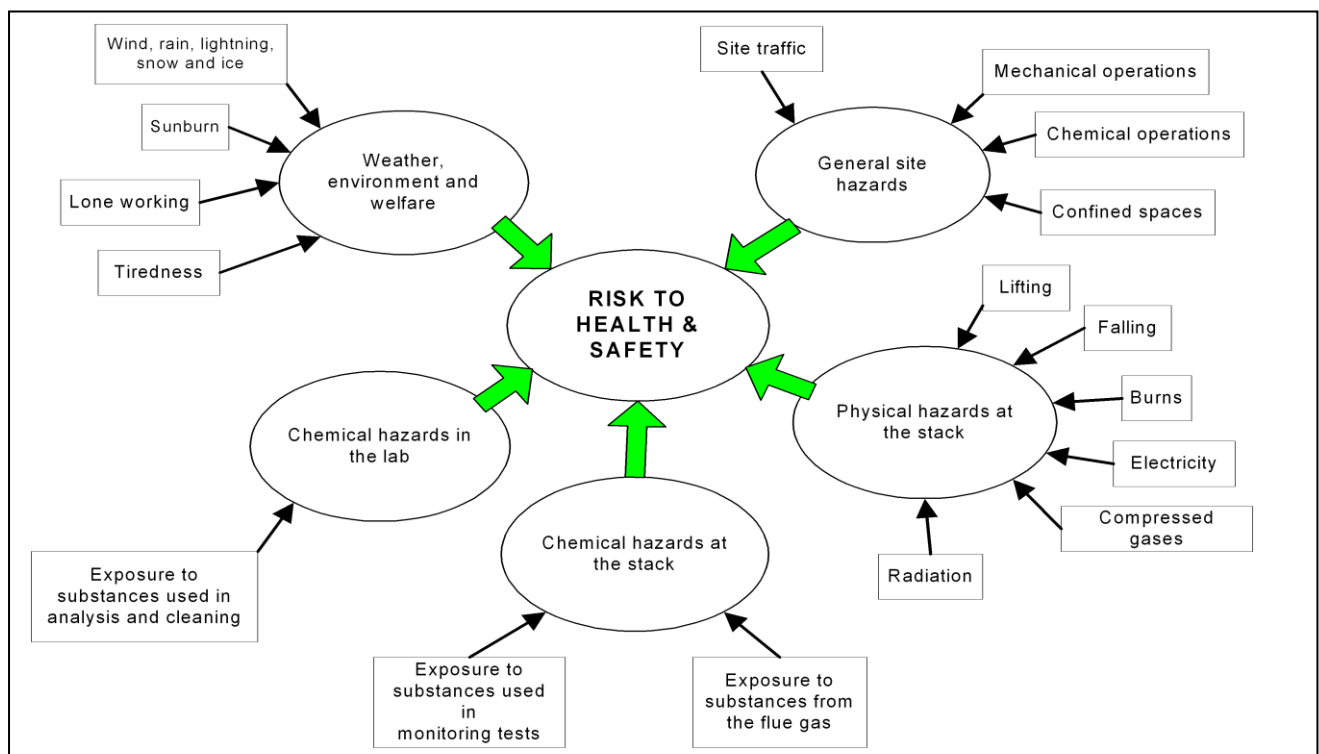 Wind, rain, lightning,
snow and ice
Sunburn
Lone working
Tiredness
Weather,
environment and
welfare
Site traffic
Mechanical operations
Chemical operations
Confined spaces
General site
hazards
RISK TO
HEALTH &
SAFETY
Lifting
Falling
Burns
Electricity
Compressed
gases
Radiation
Physical hazards at
the stack
Chemical hazards in
the lab
Exposure to
substances used in
analysis and cleaning
Chemical hazards at
the stack
Exposure to
substances used
in
monitoring tests
Exposure to
substances from
the flue gas